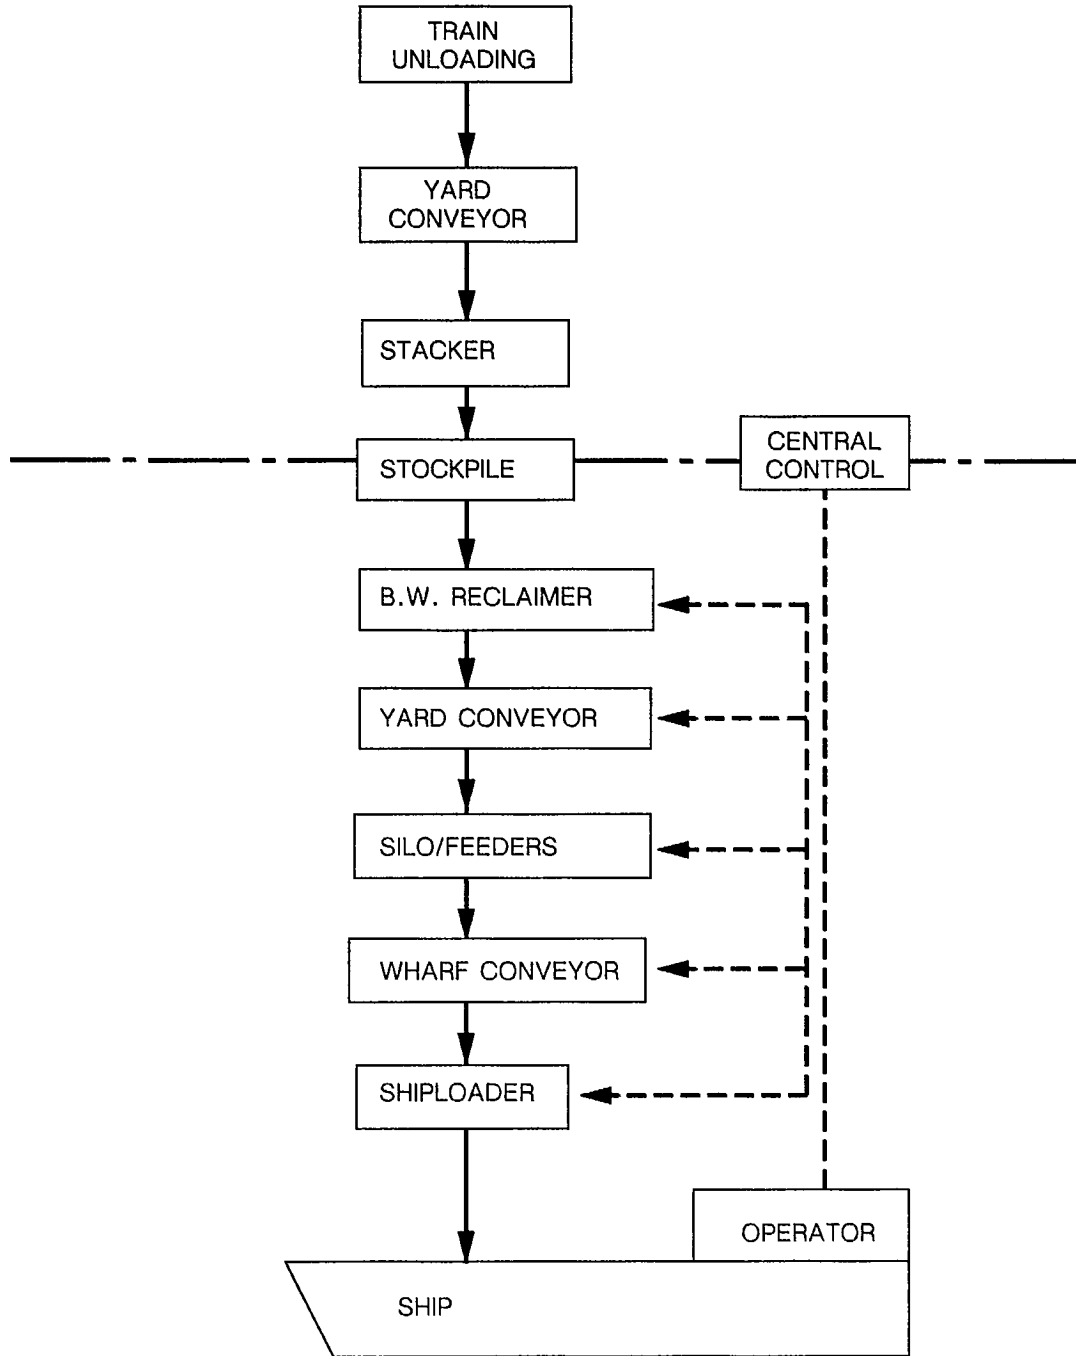 TRAIN
UNLOADING
YARD
CONVEYOR
STACKER
STOCKPILE
CENTRAL
CONTROL
B.W. RECLAIMER
YARD CONVEYOR
SILO/FEEDERS
WHARF CONVEYOR
SHIPLOADER
OPERATOR
SHIP